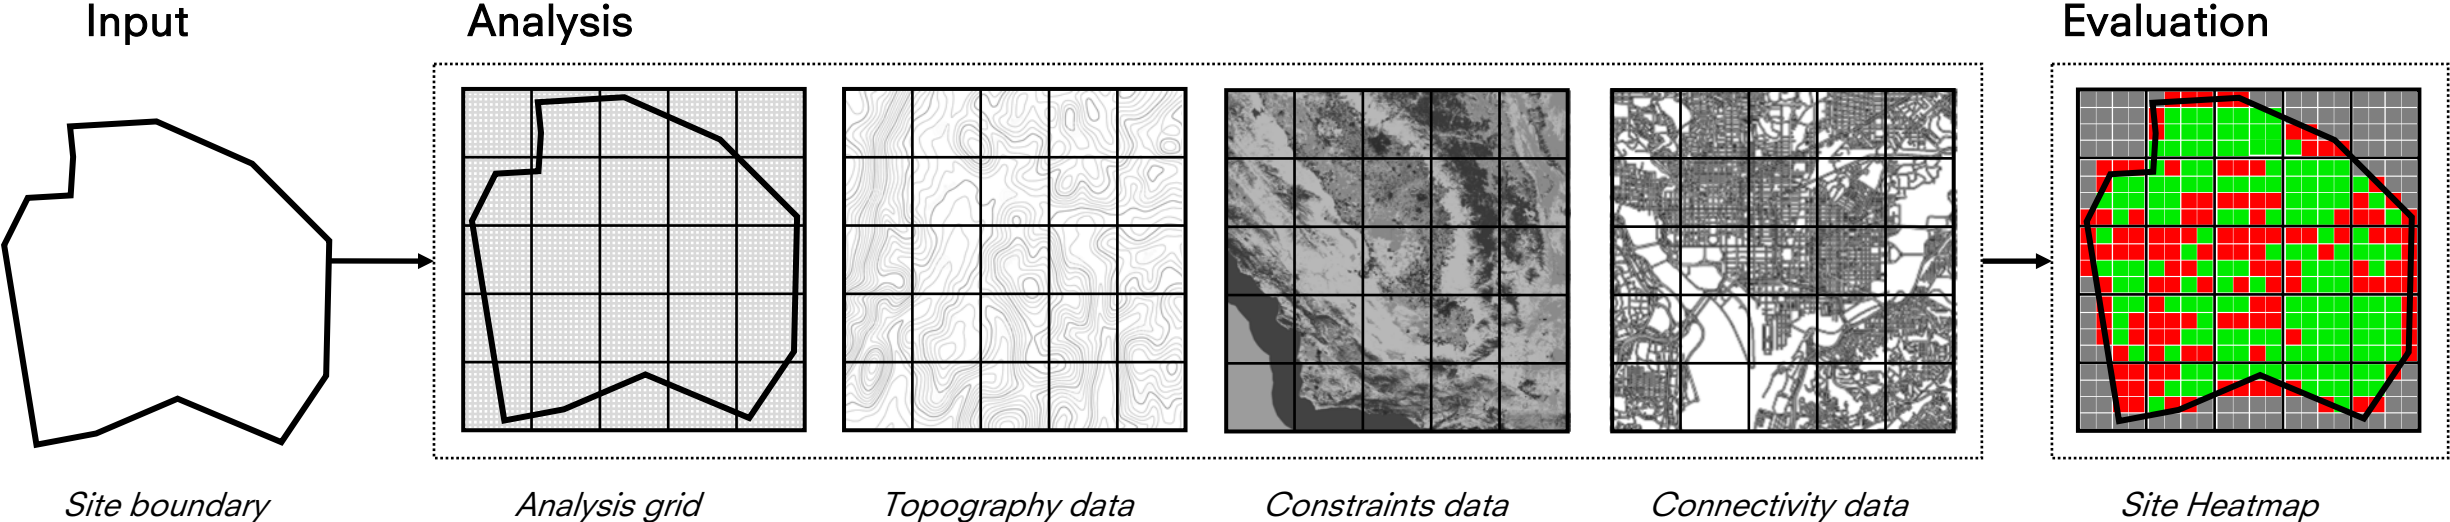 Input
Analysis
Evaluation
Site boundary
Analysis grid
Topography data
Constraints data
Connectivity data
Site Heatmap